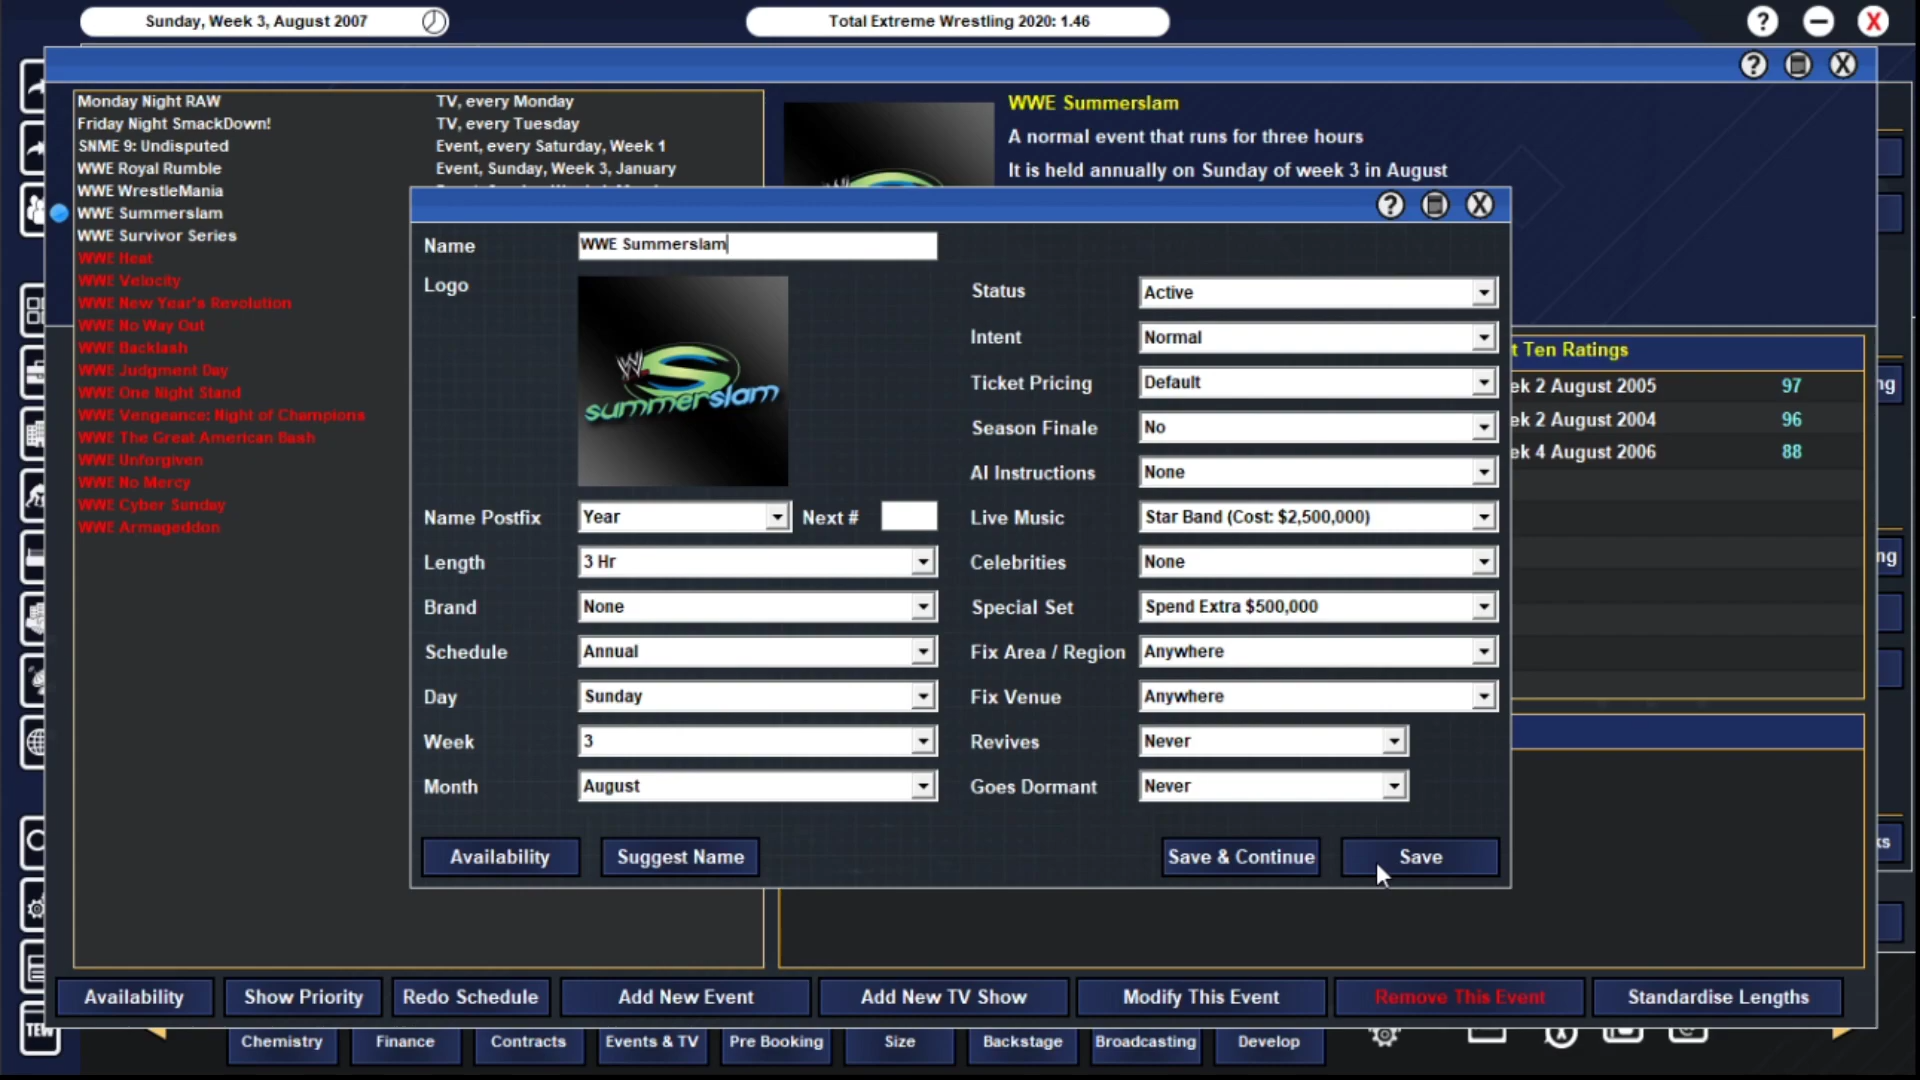 Sunday, Week 3, August 2007
Total Extreme Wrestling 2020: 1.46
? — X
? X
Monday Night RAW TV, every Monday
Friday Night SmackDown! TV, every Tuesday
SNME 9: Undisputed Event, every Saturday, Week 1
WWE Royal Rumble Event, Sunday, Week 3, January
WWE WrestleMania
WWE Summerslam
WWE Survivor Series
WWE Heat
WWE Velocity
WWE New Year's Revolution
WWE No Way Out
WWE Backlash
WWE Judgment Day
WWE One Night Stand
WWE Vengeance: Night of Champions
WWE The Great American Bash
WWE Unforgiven
WWE No Mercy
WWE Cyber Sunday
WWE Armageddon
WWE Summerslam
A normal event that runs for three hours
It is held annually on Sunday of week 3 in August
? X
Name WWE Summerslam
Logo
W
summerslam
Name Postfix Year Next #
Length 3 Hr
Brand None
Schedule Annual
Day Sunday
Week 3
Month August
Status Active
Intent Normal
Ticket Pricing Default
Season Finale No
AI Instructions None
Live Music Star Band (Cost: $2,500,000)
Celebrities None
Special Set Spend Extra $500,000
Fix Area / Region Anywhere
Fix Venue Anywhere
Revives Never
Goes Dormant Never
Availability Suggest Name Save & Continue Save
t Ten Ratings
ek 2 August 2005 97
ek 2 August 2004 96
ek 4 August 2006 88
ng
ng
ks
Availability Show Priority Redo Schedule Add New Event Add New TV Show Modify This Event Remove This Event Standardise Lengths
TEW
Chemistry Finance Contracts Events & TV Pre Booking Size Backstage Broadcasting Develop